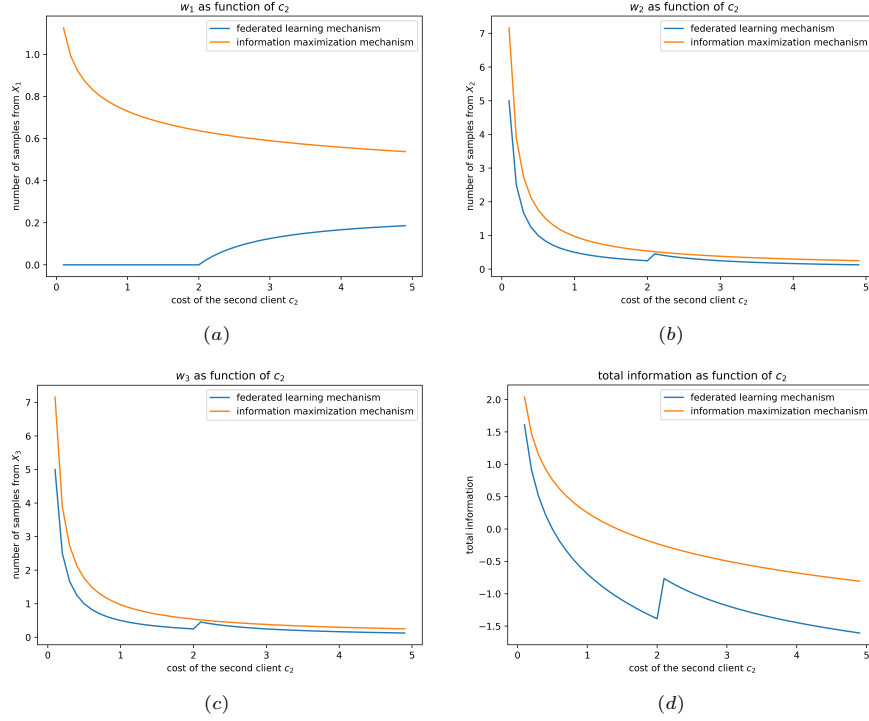 w₁ as function of c₂
federated learning mechanism
information maximization mechanism
number of samples from X₁
1.0
0.8
0.6
0.4
0.2
0.0
0 1 2 3 4 5
cost of the second client c₂
(a)
w₂ as function of c₂
federated learning mechanism
information maximization mechanism
number of samples from X₂
7
6
5
4
3
2
1
0
0 1 2 3 4 5
cost of the second client c₂
(b)
w₃ as function of c₂
federated learning mechanism
information maximization mechanism
number of samples from X₃
7
6
5
4
3
2
1
0
0 1 2 3 4 5
cost of the second client c₂
(c)
total information as function of c₂
federated learning mechanism
information maximization mechanism
total information
2.0
1.5
1.0
0.5
0.0
−0.5
−1.0
−1.5
0 1 2 3 4 5
cost of the second client c₂
(d)